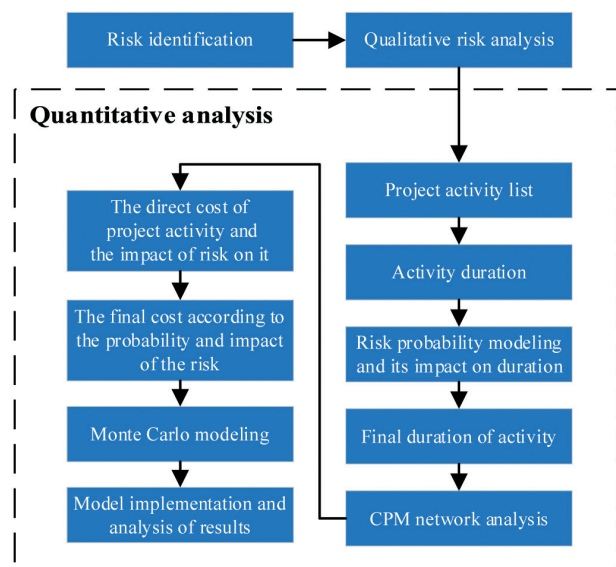 Risk identification
Qualitative risk analysis
Quantitative analysis
Project activity list
Activity duration
Risk probability modeling
and its impact on duration
Final duration of activity
CPM network analysis
The direct cost of
project activity and
the impact of risk on it
The final cost according to
the probability and impact
of the risk
Monte Carlo modeling
Model implementation and
analysis of results